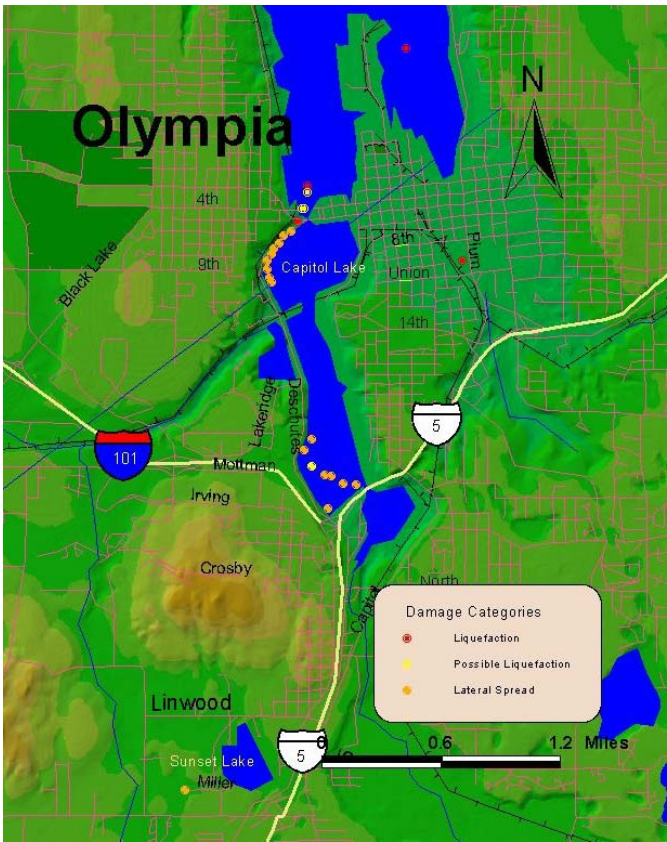 N
Olympia
4th
8th
Plum
9th
Capitol Lake
Union
Black Lake
14th
Lakeridge
Deschutes
5
101
Mottman
Irving
Crosby
North
Capitol
Damage Categories
Liquefaction
Possible Liquefaction
Lateral Spread
Linwood
0 0.6 1.2 Miles
5
Sunset Lake
Miller